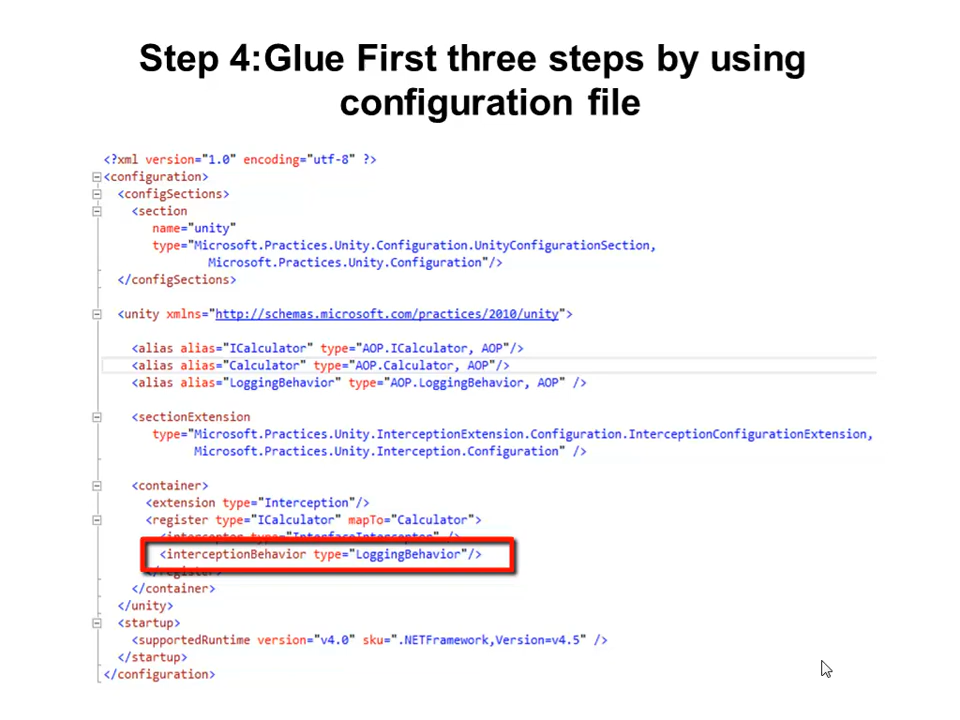 Step 4:Glue First three steps by using
configuration file
<?xml version="1.0" encoding="utf-8" ?>
<configuration>
<configSections>
<section
name="unity"
type="Microsoft.Practices.Unity.Configuration.UnityConfigurationSection,
Microsoft.Practices.Unity.Configuration"/>
</configSections>
<unity xmlns="http://schemas.microsoft.com/practices/2010/unity">
<alias alias="ICalculator" type="AOP.ICalculator, AOP"/>
<alias alias="Calculator" type="AOP.Calculator, AOP"/>
<alias alias="LoggingBehavior" type="AOP.LoggingBehavior, AOP" />
<sectionExtension
type="Microsoft.Practices.Unity.InterceptionExtension.Configuration.InterceptionConfigurationExtension,
Microsoft.Practices.Unity.Interception.Configuration" />
<container>
<extension type="Interception"/>
<register type="ICalculator" mapTo="Calculator">
<interceptor type="InterfaceInterceptor" />
<interceptionBehavior type="LoggingBehavior"/>
</register>
</container>
</unity>
<startup>
<supportedRuntime version="v4.0" sku=".NETFramework,Version=v4.5" />
</startup>
</configuration>